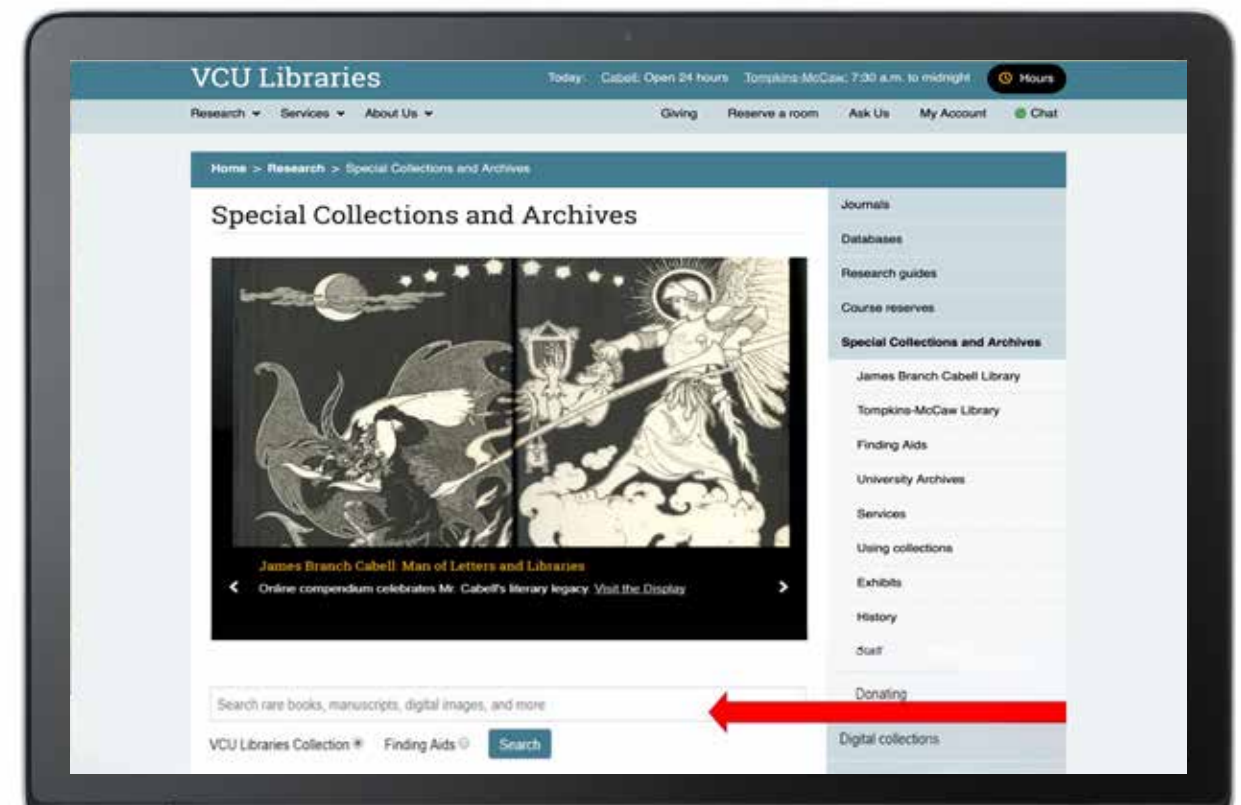 VCU Libraries
Today: Cabell: Open 24 hours Tompkins-McCaw: 7:30 a.m. to midnight Hours
Research Services About Us Giving Reserve a room Ask Us My Account Chat
Home > Research > Special Collections and Archives
Special Collections and Archives
James Branch Cabell: Man of Letters and Libraries
Online compendium celebrates Mr. Cabell's literary legacy. Visit the Display
Search rare books, manuscripts, digital images, and more
VCU Libraries Collection Finding Aids Search
Journals
Databases
Research guides
Course reserves
Special Collections and Archives
James Branch Cabell Library
Tompkins-McCaw Library
Finding Aids
University Archives
Services
Using collections
Exhibits
History
Staff
Donating
Digital collections